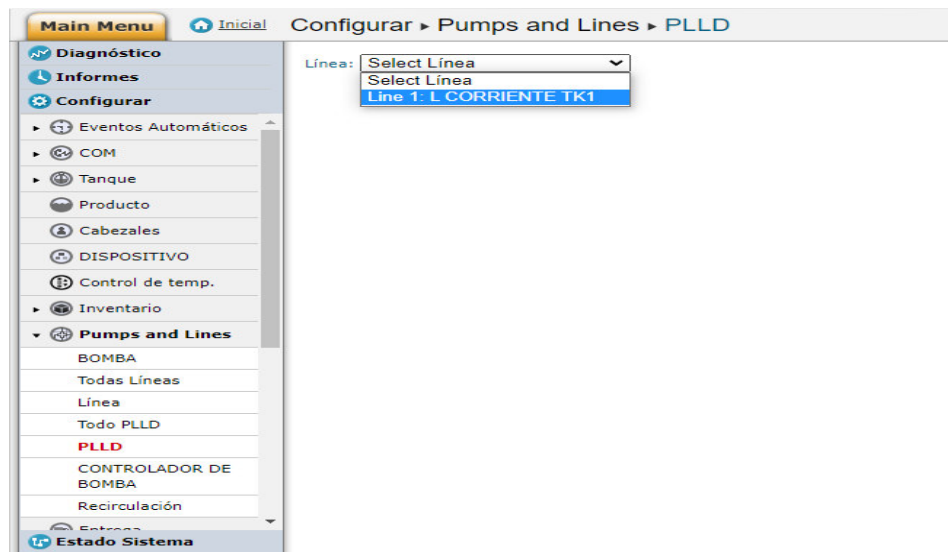 Main Menu
Inicial
Configurar ▸ Pumps and Lines ▸ PLLD
Diagnóstico
Informes
Configurar
Eventos Automáticos
COM
Tanque
Producto
Cabezales
DISPOSITIVO
Control de temp.
Inventario
Pumps and Lines
BOMBA
Todas Líneas
Línea
Todo PLLD
PLLD
CONTROLADOR DE
BOMBA
Recirculación
Entrega
Estado Sistema
Línea: Select Línea
Select Línea
Line 1: L CORRIENTE TK1